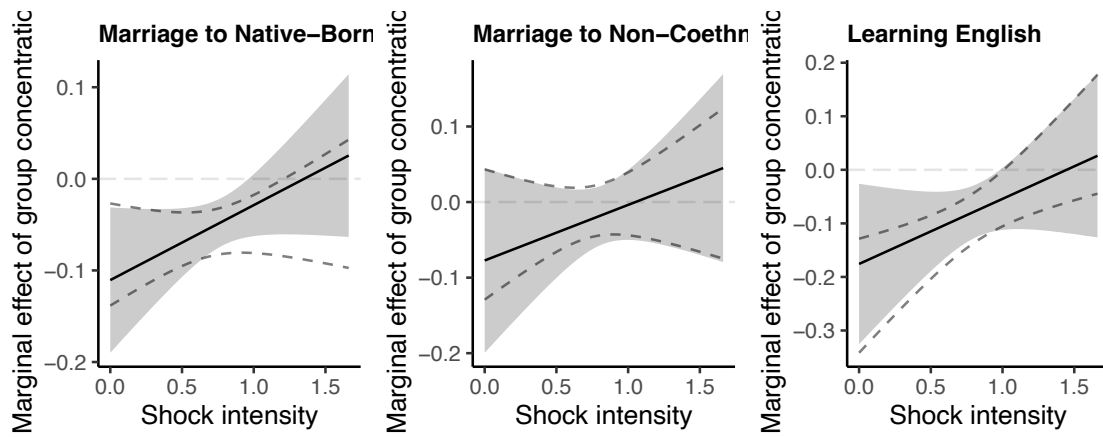 Marriage to Native−Born
Marginal effect of group concentratic
0.1
0.0
−0.1
−0.2
0.0 0.5 1.0 1.5
Shock intensity
Marriage to Non−Coethn
Marginal effect of group concentratic
0.1
0.0
−0.1
−0.2
0.0 0.5 1.0 1.5
Shock intensity
Learning English
Marginal effect of group concentratic
0.2
0.1
0.0
−0.1
−0.2
−0.3
0.0 0.5 1.0 1.5
Shock intensity